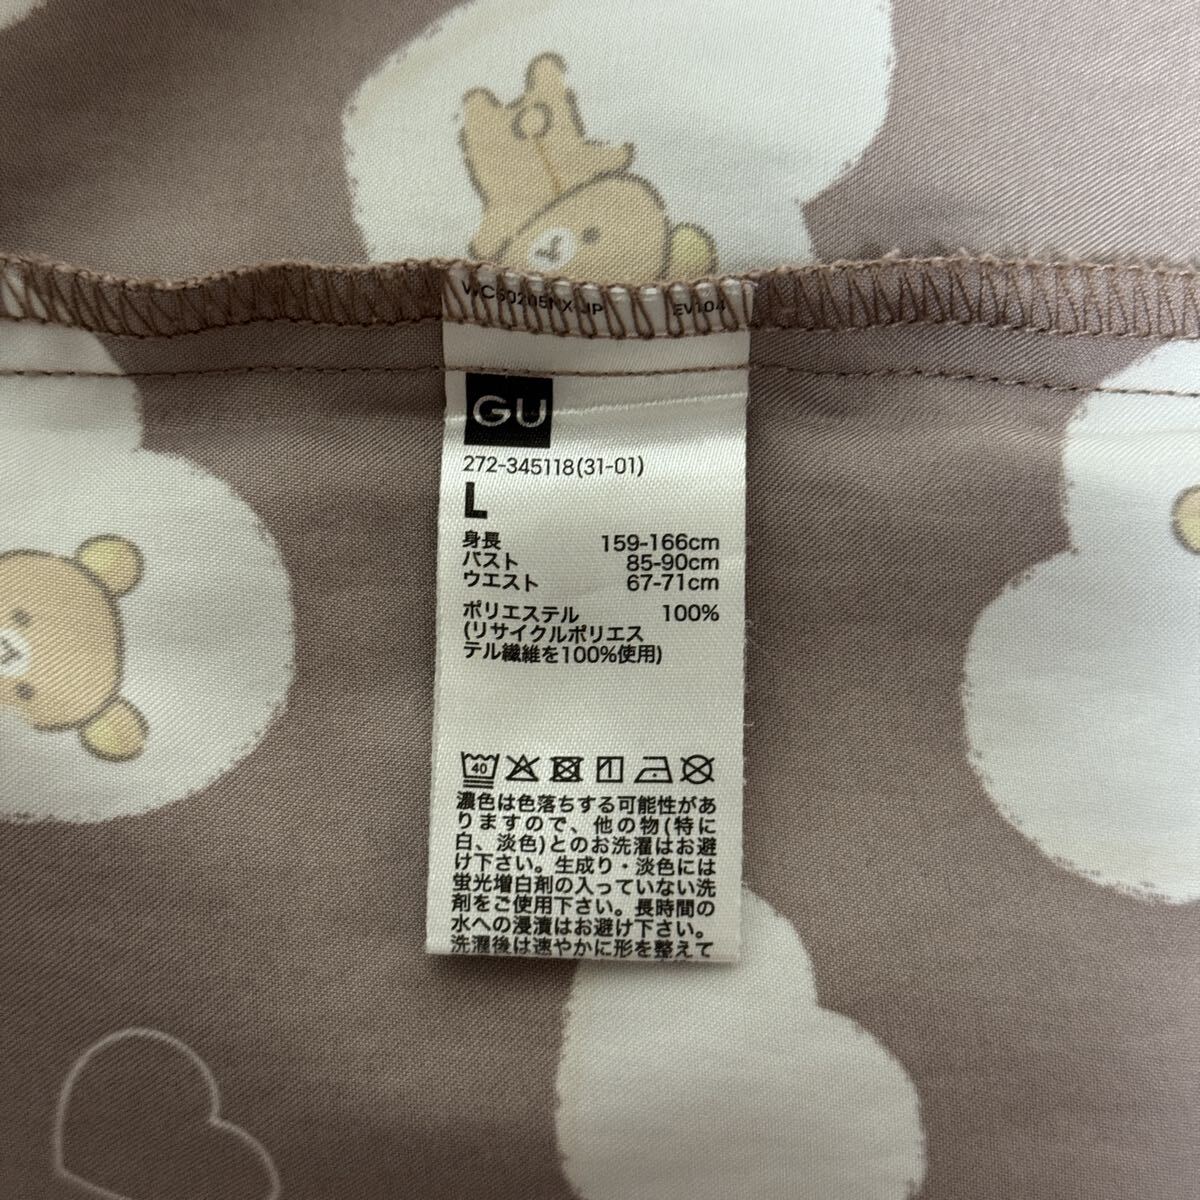 GU
272-345118(31-01)
L
身長 159-166cm
バスト 85-90cm
ウエスト 67-71cm
ポリエステル 100%
(リサイクルポリエス
テル繊維を100%使用)
40
濃色は色落ちする可能性があ
りますので、他の物(特に
白、淡色)とのお洗濯はお避
け下さい。生成り・淡色には
蛍光増白剤の入っていない洗
剤をご使用下さい。長時間の
水への浸漬はお避け下さい。
洗濯後は速やかに形を整えて